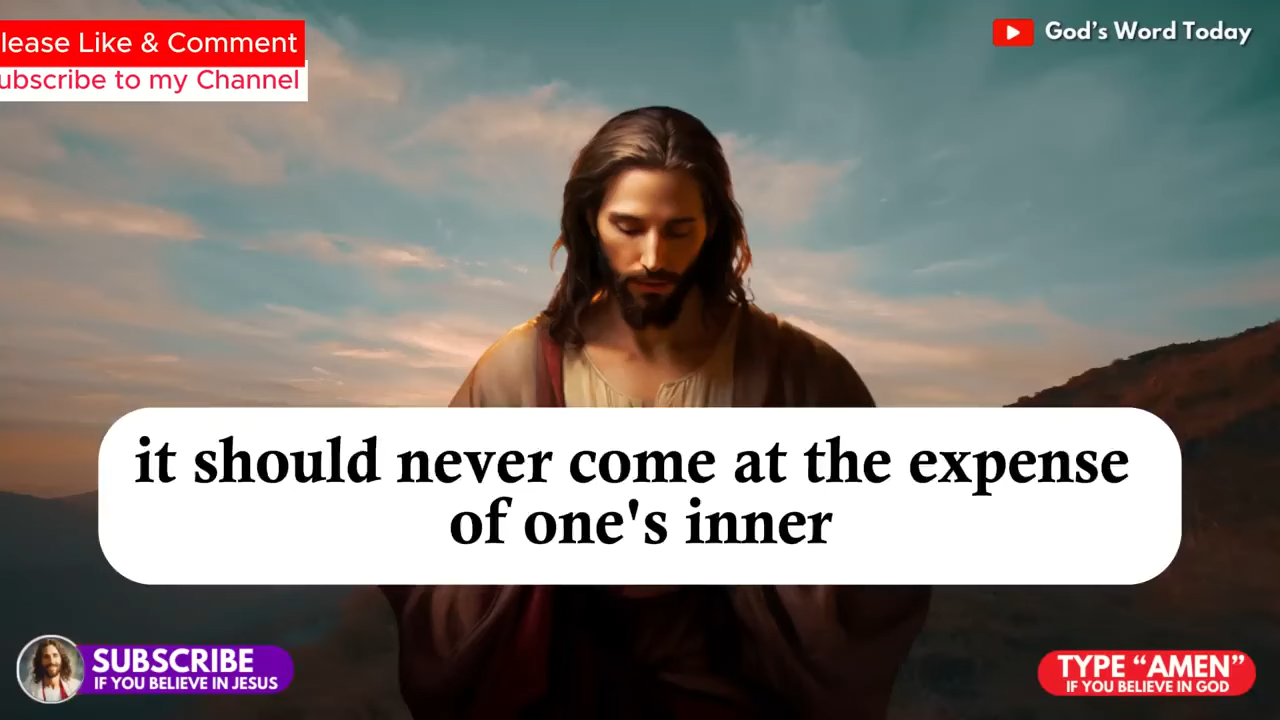 lease Like & Comment
ubscribe to my Channel
God's Word Today
it should never come at the expense
of one's inner
SUBSCRIBE
IF YOU BELIEVE IN JESUS
TYPE “AMEN”
IF YOU BELIEVE IN GOD